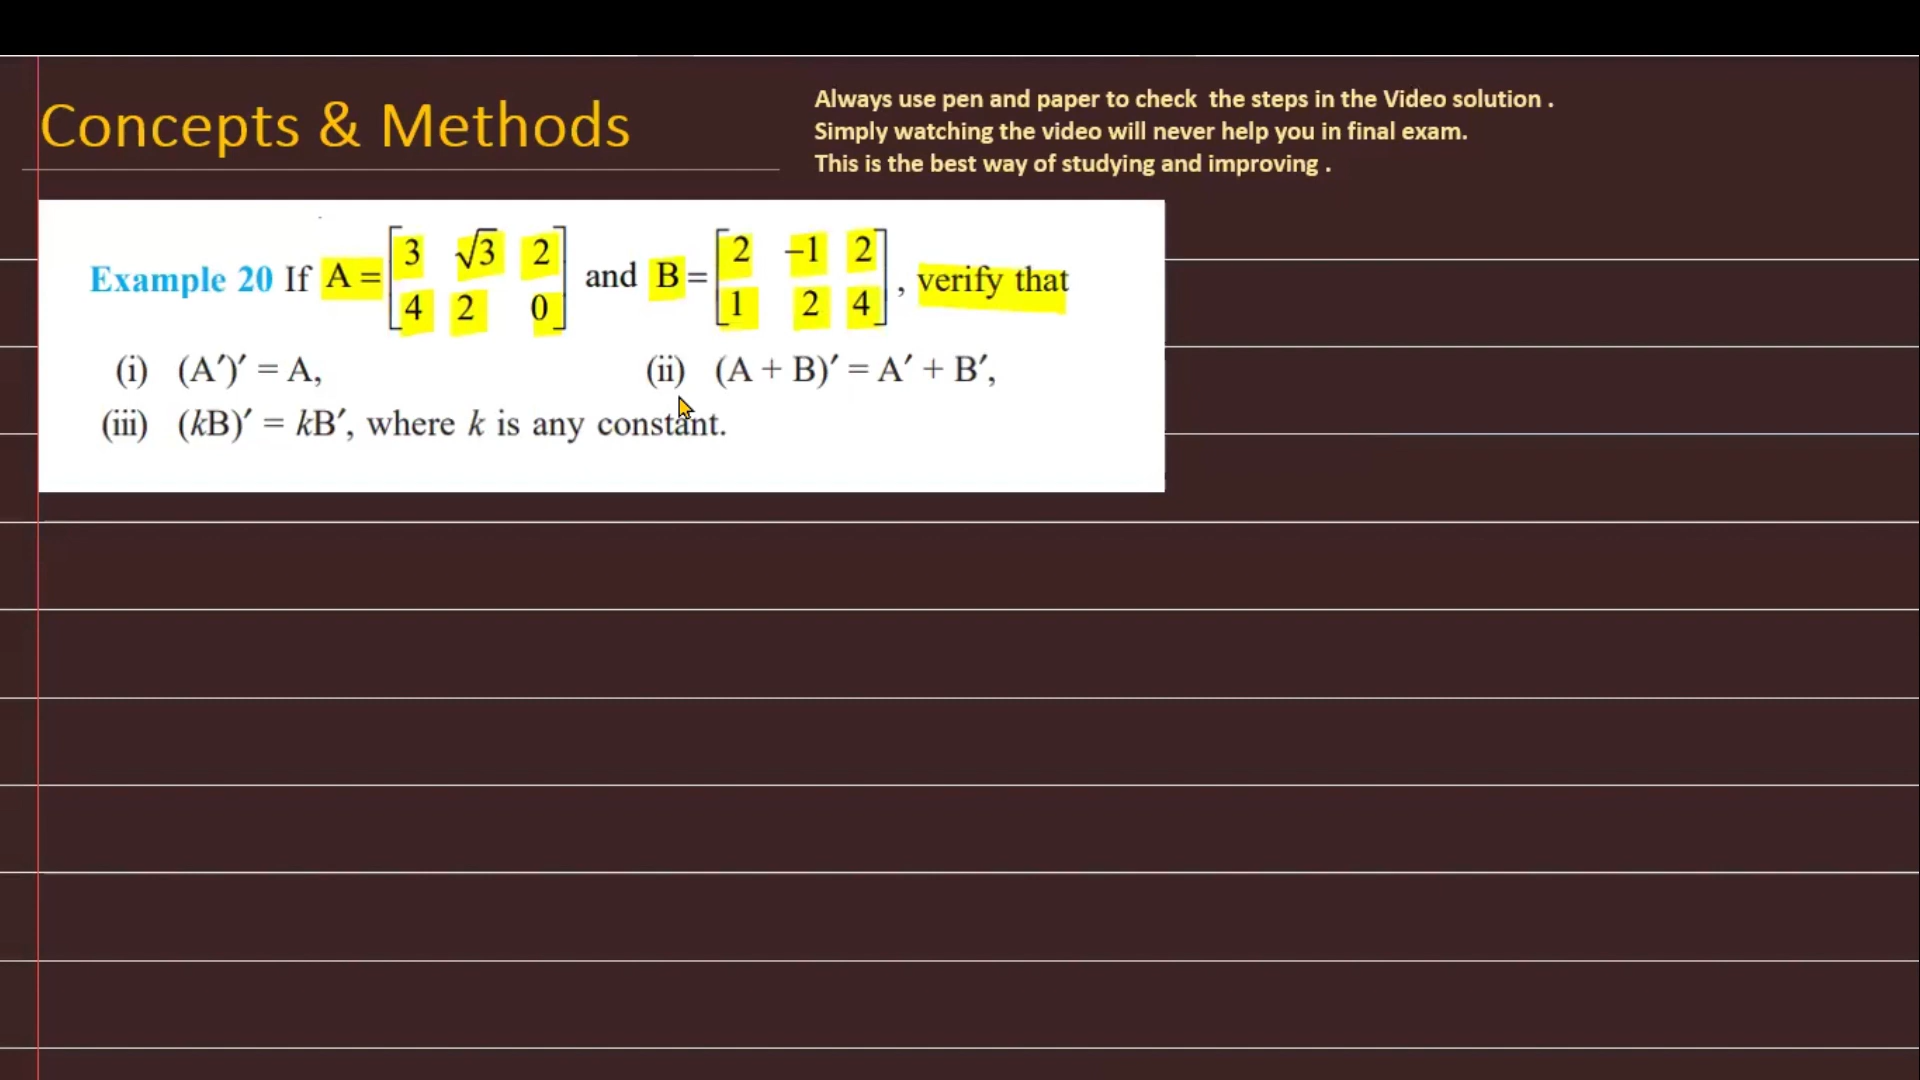 Concepts & Methods
Always use pen and paper to check the steps in the Video solution .
Simply watching the video will never help you in final exam.
This is the best way of studying and improving .
Example 20 If A = [3 √3 2; 4 2 0] and B = [2 –1 2; 1 2 4] , verify that
(i) (A′)′ = A, (ii) (A + B)′ = A′ + B′,
(iii) (kB)′ = kB′, where k is any constant.